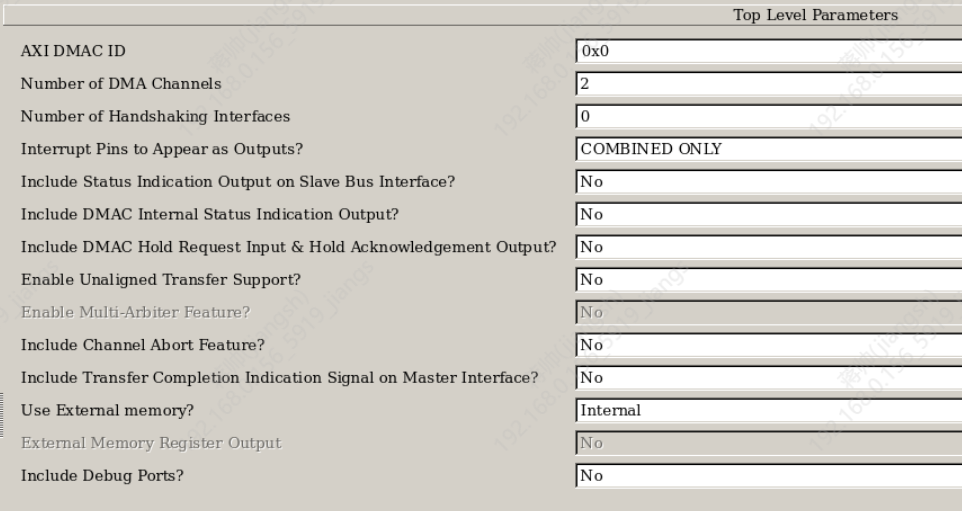 Top Level Parameters
AXI DMAC ID 0x0
Number of DMA Channels 2
Number of Handshaking Interfaces 0
Interrupt Pins to Appear as Outputs? COMBINED ONLY
Include Status Indication Output on Slave Bus Interface? No
Include DMAC Internal Status Indication Output? No
Include DMAC Hold Request Input & Hold Acknowledgement Output? No
Enable Unaligned Transfer Support? No
Enable Multi-Arbiter Feature? No
Include Channel Abort Feature? No
Include Transfer Completion Indication Signal on Master Interface? No
Use External memory? Internal
External Memory Register Output No
Include Debug Ports? No